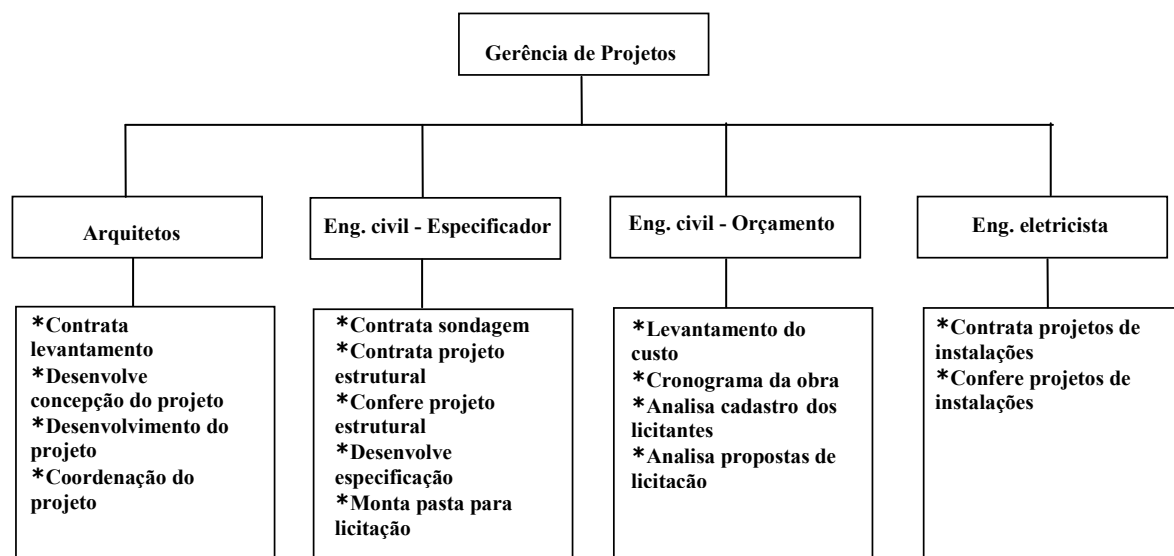 Gerência de Projetos
Arquitetos
Eng. civil - Especificador
Eng. civil - Orçamento
Eng. eletricista
*Contrata
levantamento
*Desenvolve
concepção do projeto
*Desenvolvimento do
projeto
*Coordenação do
projeto
*Contrata sondagem
*Contrata projeto
estrutural
*Confere projeto
estrutural
*Desenvolve
especificação
*Monta pasta para
licitação
*Levantamento do
custo
*Cronograma da obra
*Analisa cadastro dos
licitantes
*Analisa propostas de
licitacão
*Contrata projetos de
instalações
*Confere projetos de
instalações